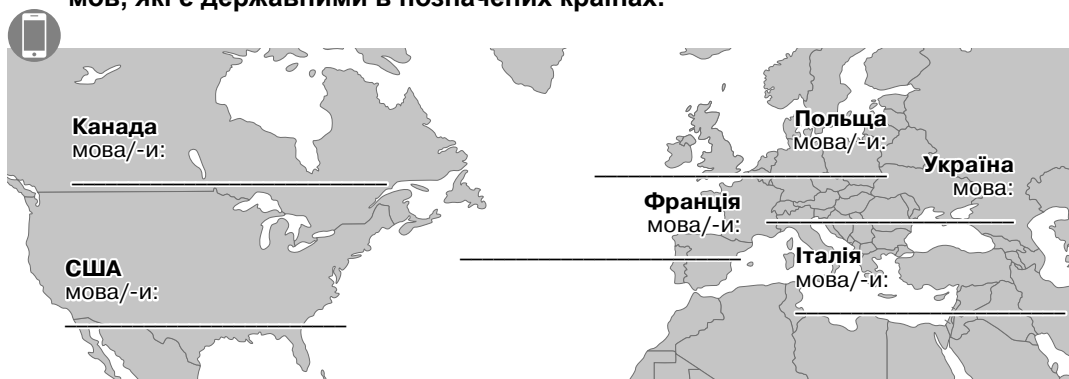 мов, які є державними в позначених країнах.
Канада
мова/-и:
Польща
мова/-и:
Україна
мова:
Франція
мова/-и:
США
мова/-и:
Італія
мова/-и: